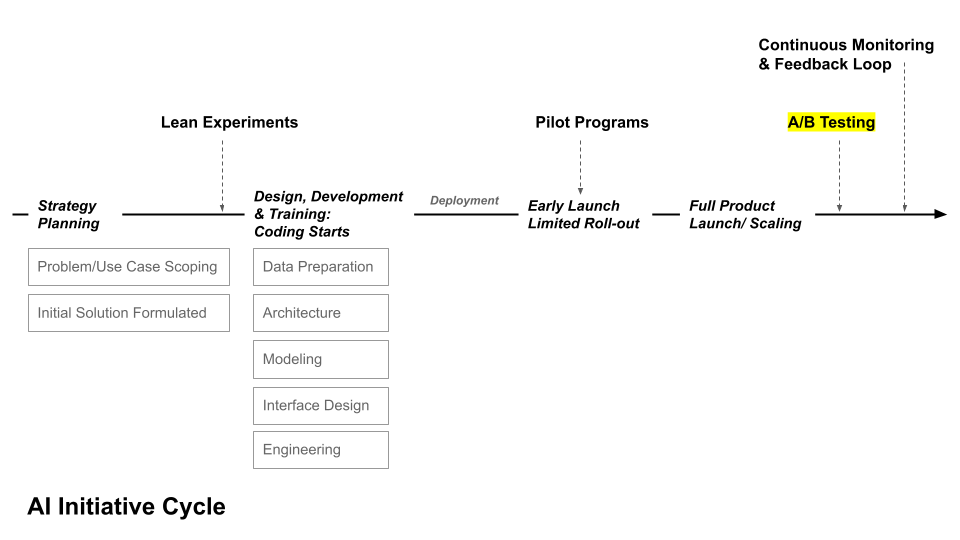 Continuous Monitoring
& Feedback Loop
Lean Experiments
Pilot Programs
A/B Testing
Strategy
Planning
Design, Development
& Training:
Coding Starts
Deployment
Early Launch
Limited Roll-out
Full Product
Launch/ Scaling
Problem/Use Case Scoping
Initial Solution Formulated
Data Preparation
Architecture
Modeling
Interface Design
Engineering
AI Initiative Cycle